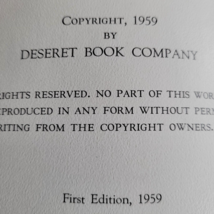 COPYRIGHT, 1959
BY
DESERET BOOK COMPANY
RIGHTS RESERVED. NO PART OF THIS WOR
PRODUCED IN ANY FORM WITHOUT PER
RITING FROM THE COPYRIGHT OWNERS.
First Edition, 1959